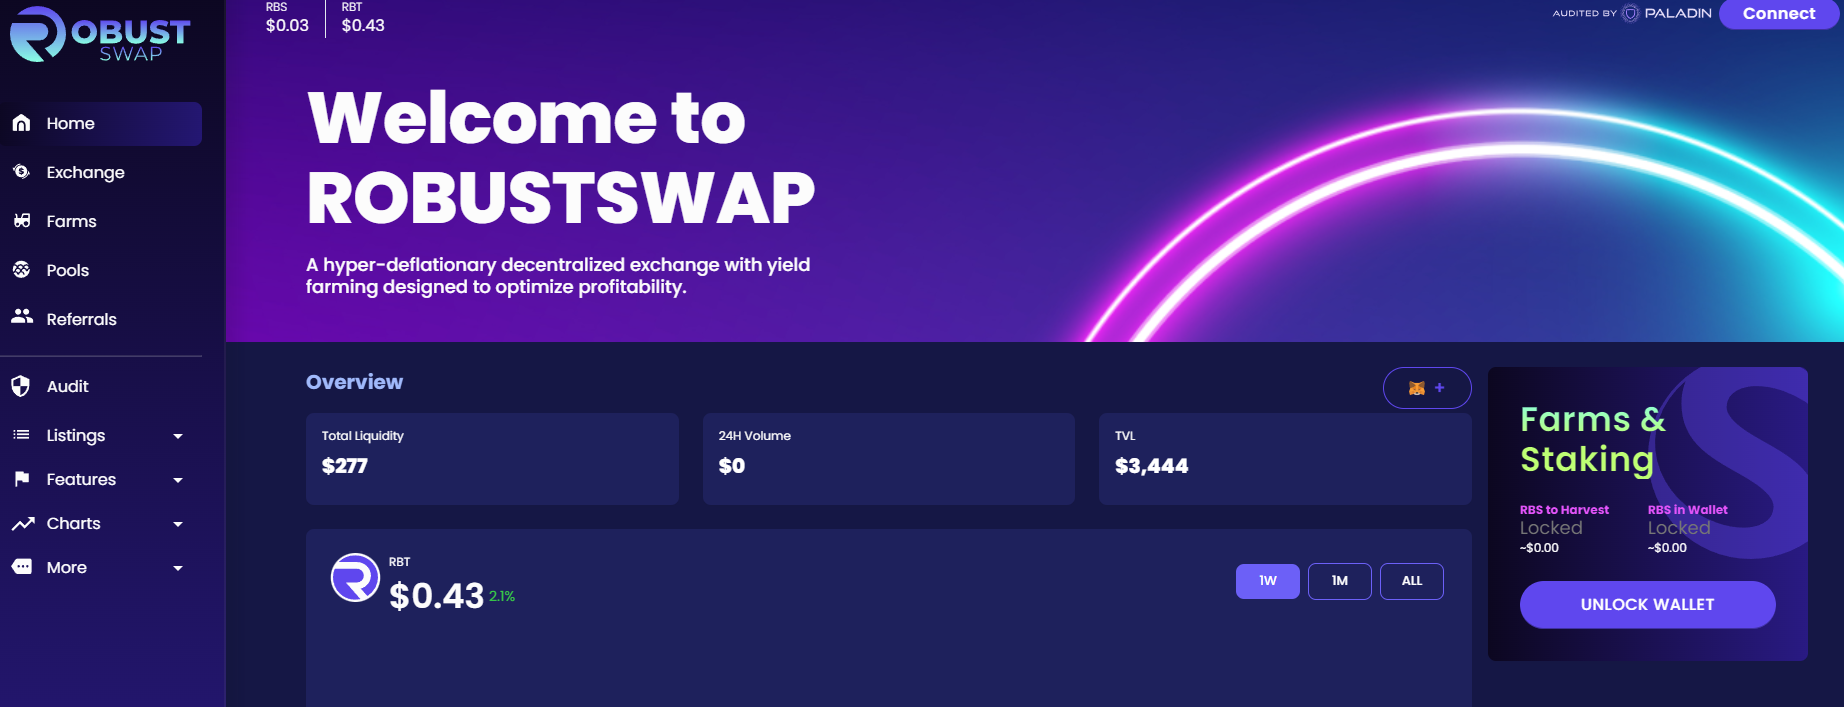 ROBUST
SWAP
Home
Exchange
Farms
Pools
Referrals
Audit
Listings
Features
Charts
More
RBS
$0.03
RBT
$0.43
AUDITED BY PALADIN
Connect
Welcome to
ROBUSTSWAP
A hyper-deflationary decentralized exchange with yield
farming designed to optimize profitability.
Overview
+
Total Liquidity
$277
24H Volume
$0
TVL
$3,444
RBT
$0.43 2.1%
1W
1M
ALL
Farms &
Staking
RBS to Harvest
Locked
~$0.00
RBS in Wallet
Locked
~$0.00
UNLOCK WALLET